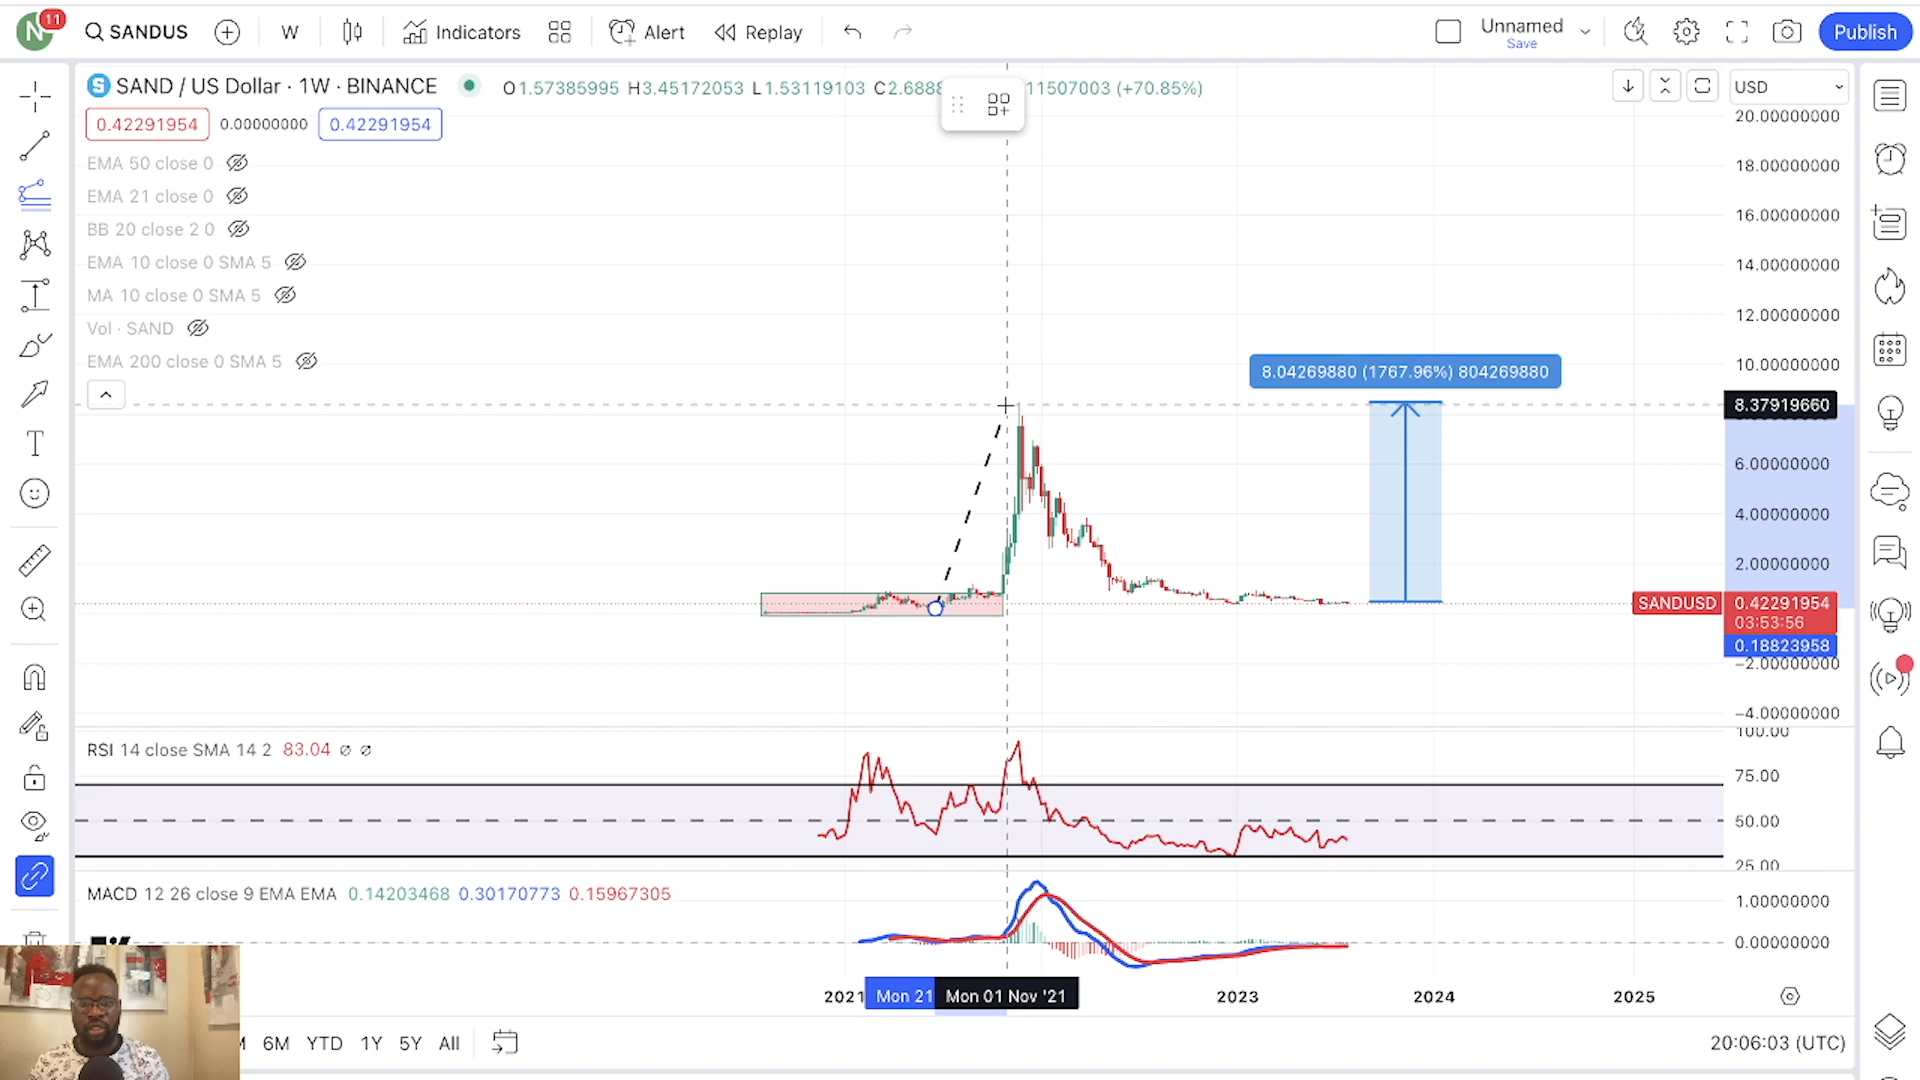 N 11 SANDUS W Indicators Alert Replay Unnamed Save Publish
SAND / US Dollar · 1W · BINANCE O1.57385995 H3.45172053 L1.53119103 C2.688 11507003 (+70.85%) USD
0.42291954 0.00000000 0.42291954
EMA 50 close 0
EMA 21 close 0
BB 20 close 2 0
EMA 10 close 0 SMA 5
MA 10 close 0 SMA 5
Vol · SAND
EMA 200 close 0 SMA 5
20.00000000
18.00000000
16.00000000
14.00000000
12.00000000
10.00000000
8.04269880 (1767.96%) 804269880
8.37919660
6.00000000
4.00000000
2.00000000
SANDUSD 0.42291954
03:53:56
0.18823958
−2.00000000
−4.00000000
RSI 14 close SMA 14 2 83.04 ∅ ∅
100.00
75.00
50.00
25.00
MACD 12 26 close 9 EMA EMA 0.14203468 0.30170773 0.15967305
1.00000000
0.00000000
2021 Mon 21 Mon 01 Nov '21 2023 2024 2025
6M YTD 1Y 5Y All 20:06:03 (UTC)